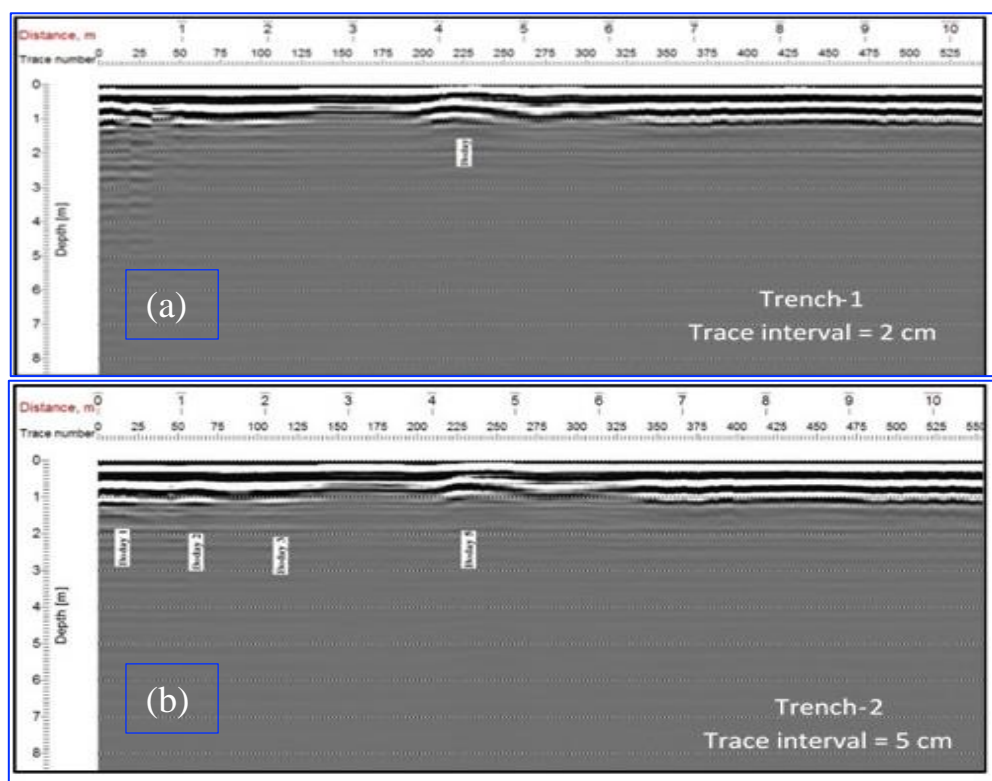 1 2 3 4 5 6 7 8 9 10
Distance, m
Trace number
0 25 50 75 100 125 150 175 200 225 250 275 300 325 350 375 400 425 450 475 500 525
0
1
2
3
4
5
6
7
8
Depth [m]
(a)
Trench-1
Trace interval = 2 cm
0 1 2 3 4 5 6 7 8 9 10
Distance, m
Trace number
0 25 50 75 100 125 150 175 200 225 250 275 300 325 350 375 400 425 450 475 500 525 550
0
1
2
3
4
5
6
7
8
Depth [m]
(b)
Trench-2
Trace interval = 5 cm